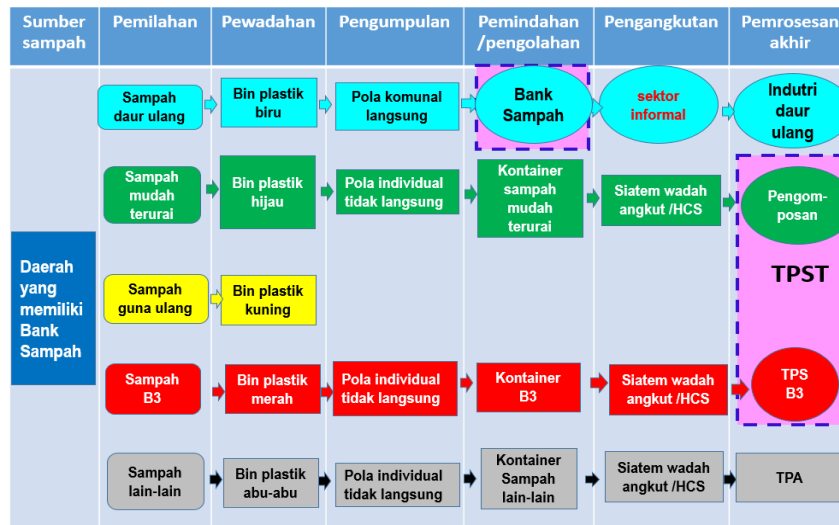 Sumber
sampah
Pemilahan
Pewadahan
Pengumpulan
Pemindahan
/pengolahan
Pengangkutan
Pemrosesan
akhir
Daerah
yang
memiliki
Bank
Sampah
Sampah
daur ulang
Bin plastik
biru
Pola komunal
langsung
Bank
Sampah
sektor
informal
Indutri
daur
ulang
Sampah
mudah
terurai
Bin plastik
hijau
Pola individual
tidak langsung
Kontainer
sampah
mudah
terurai
Siatem wadah
angkut /HCS
Pengom-
posan
TPST
Sampah
guna ulang
Bin plastik
kuning
Sampah
B3
Bin plastik
merah
Pola individual
tidak langsung
Kontainer
B3
Siatem wadah
angkut /HCS
TPS
B3
Sampah
lain-lain
Bin plastik
abu-abu
Pola individual
tidak langsung
Kontainer
Sampah
lain-lain
Siatem wadah
angkut /HCS
TPA